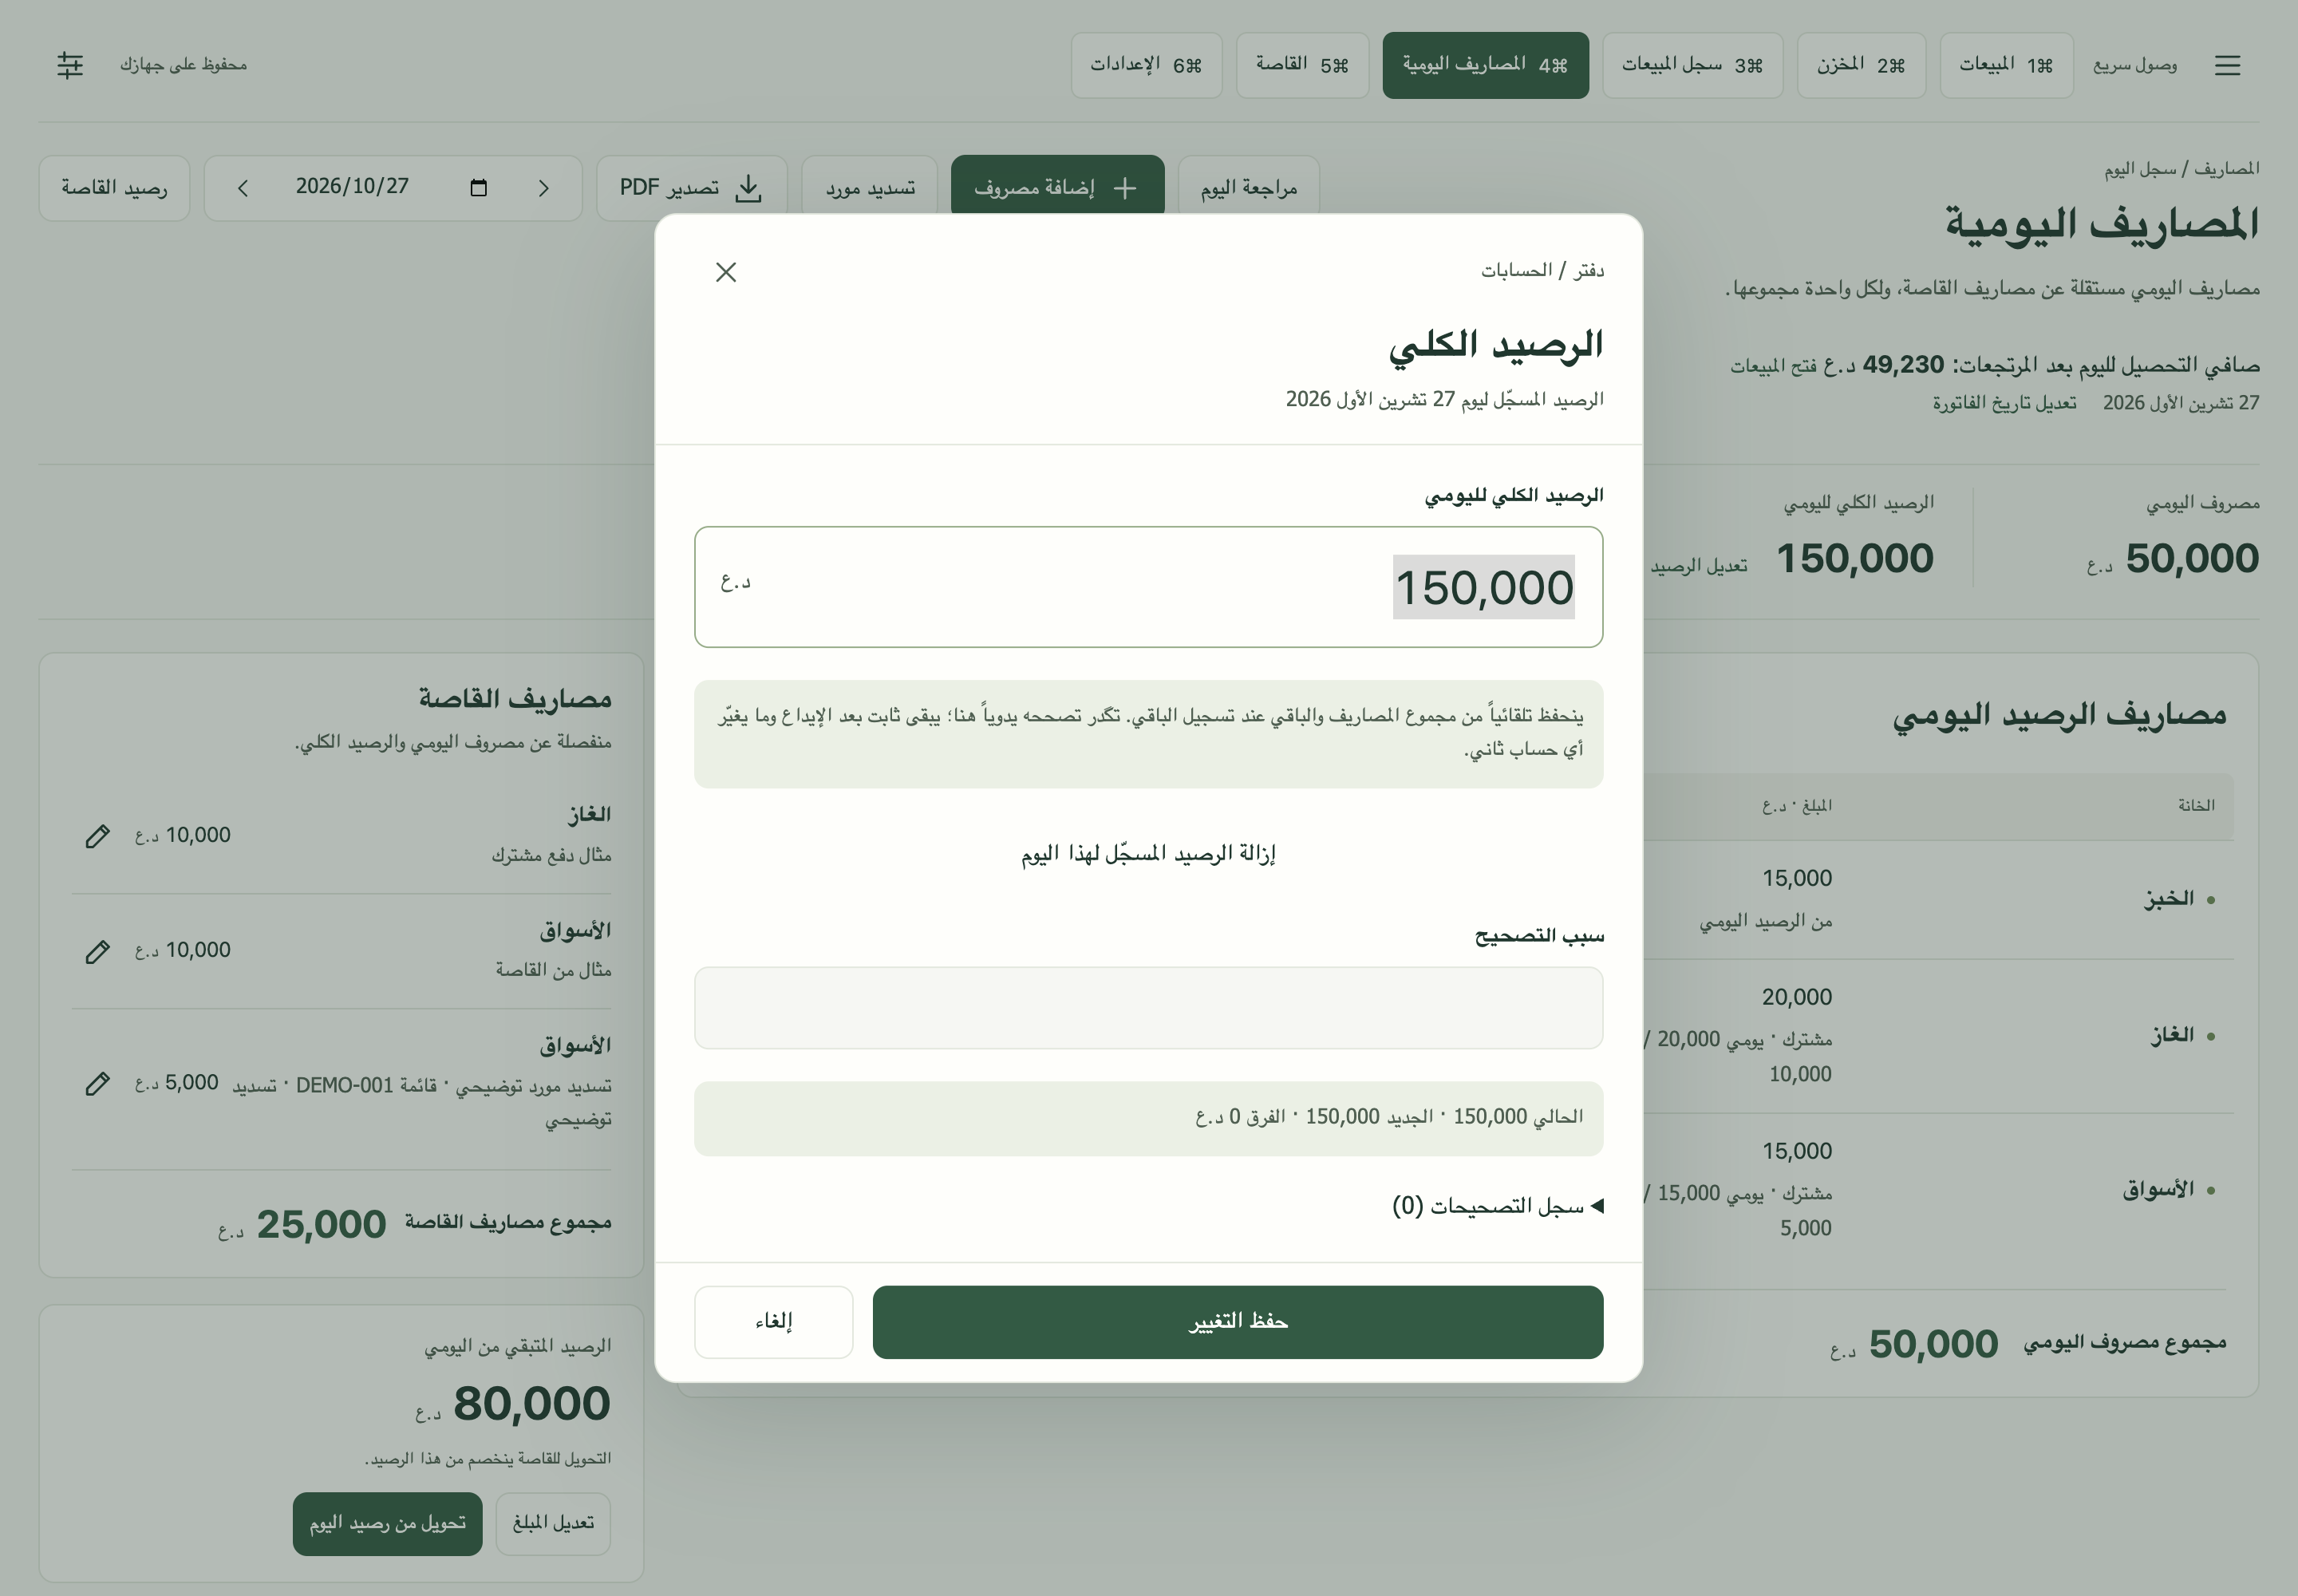 وصول سريع
⌘1 المبيعات
⌘2 المخزن
⌘3 سجل المبيعات
⌘4 المصاريف اليومية
⌘5 القاصة
⌘6 الإعدادات
محفوظ على جهازك
المصاريف / سجل اليوم
المصاريف اليومية
مصاريف اليومي مستقلة عن مصاريف القاصة، ولكل واحدة مجموعها.
مراجعة اليوم
إضافة مصروف
تسديد مورد
تصدير PDF
2026/10/27
رصيد القاصة
صافي التحصيل لليوم بعد المرتجعات: 49,230 د.ع فتح المبيعات
27 تشرين الأول 2026 تعديل تاريخ الفاتورة
مصروف اليومي
50,000 د.ع
الرصيد الكلي لليومي
150,000 تعديل الرصيد
مصاريف الرصيد اليومي
الخانة
المبلغ · د.ع
الخبز
15,000
من الرصيد اليومي
الغاز
20,000
مشترك · يومي 20,000 /
10,000
الأسواق
15,000
مشترك · يومي 15,000 /
5,000
مجموع مصروف اليومي 50,000 د.ع
دفتر / الحسابات
الرصيد الكلي
الرصيد المسجّل ليوم 27 تشرين الأول 2026
الرصيد الكلي لليومي
150,000 د.ع
ينحفظ تلقائياً من مجموع المصاريف والباقي عند تسجيل الباقي. تگدر تصححه يدوياً هنا؛ يبقى ثابت بعد الإيداع وما يغيّر
أي حساب ثاني.
إزالة الرصيد المسجّل لهذا اليوم
سبب التصحيح
الحالي 150,000 · الجديد 150,000 · الفرق 0 د.ع
سجل التصحيحات (0)
حفظ التغيير
إلغاء
مصاريف القاصة
منفصلة عن مصروف اليومي والرصيد الكلي.
الغاز
مثال دفع مشترك
10,000 د.ع
الأسواق
مثال من القاصة
10,000 د.ع
الأسواق
تسديد مورد توضيحي · قائمة DEMO-001 · تسديد
توضيحي
5,000 د.ع
مجموع مصاريف القاصة 25,000 د.ع
الرصيد المتبقي من اليومي
80,000 د.ع
التحويل للقاصة ينخصم من هذا الرصيد.
تعديل المبلغ
تحويل من رصيد اليوم